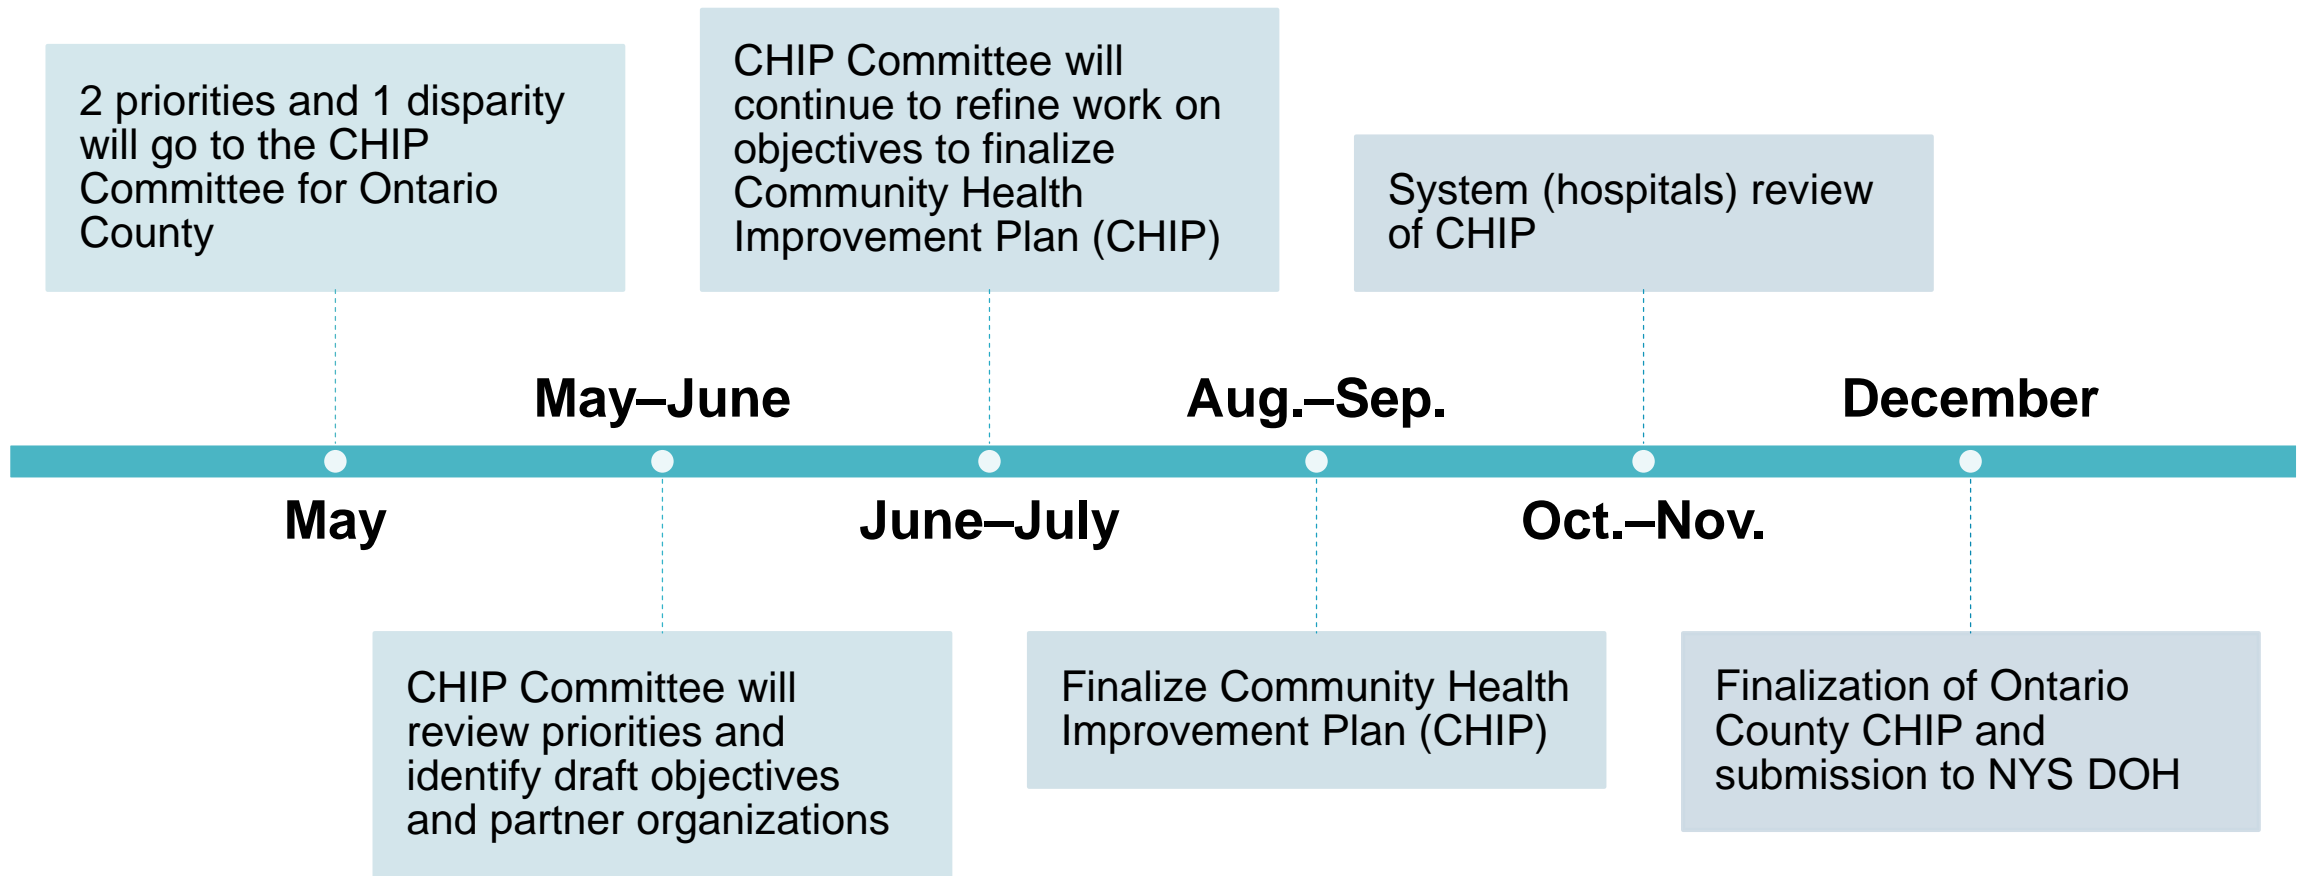 2 priorities and 1 disparity
will go to the CHIP
Committee for Ontario
County
CHIP Committee will
continue to refine work on
objectives to finalize
Community Health
Improvement Plan (CHIP)
System (hospitals) review
of CHIP
May–June
Aug.–Sep.
December
May
June–July
Oct.–Nov.
CHIP Committee will
review priorities and
identify draft objectives
and partner organizations
Finalize Community Health
Improvement Plan (CHIP)
Finalization of Ontario
County CHIP and
submission to NYS DOH